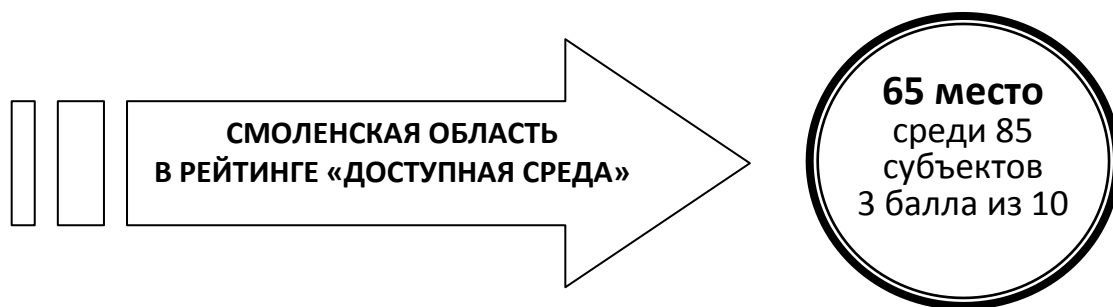 СМОЛЕНСКАЯ ОБЛАСТЬ
В РЕЙТИНГЕ «ДОСТУПНАЯ СРЕДА»
65 место
среди 85
субъектов
3 балла из 10